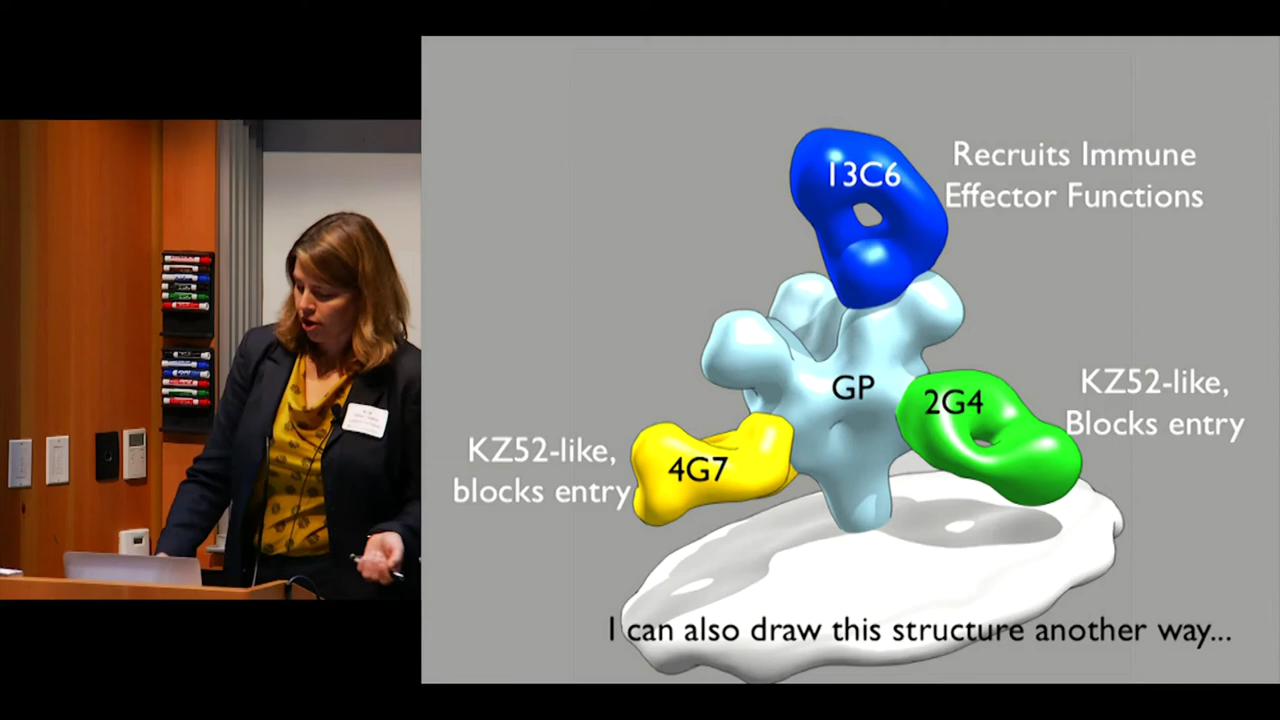 13C6
Recruits Immune
Effector Functions
GP
2G4
KZ52-like,
Blocks entry
KZ52-like,
blocks entry
4G7
I can also draw this structure another way...